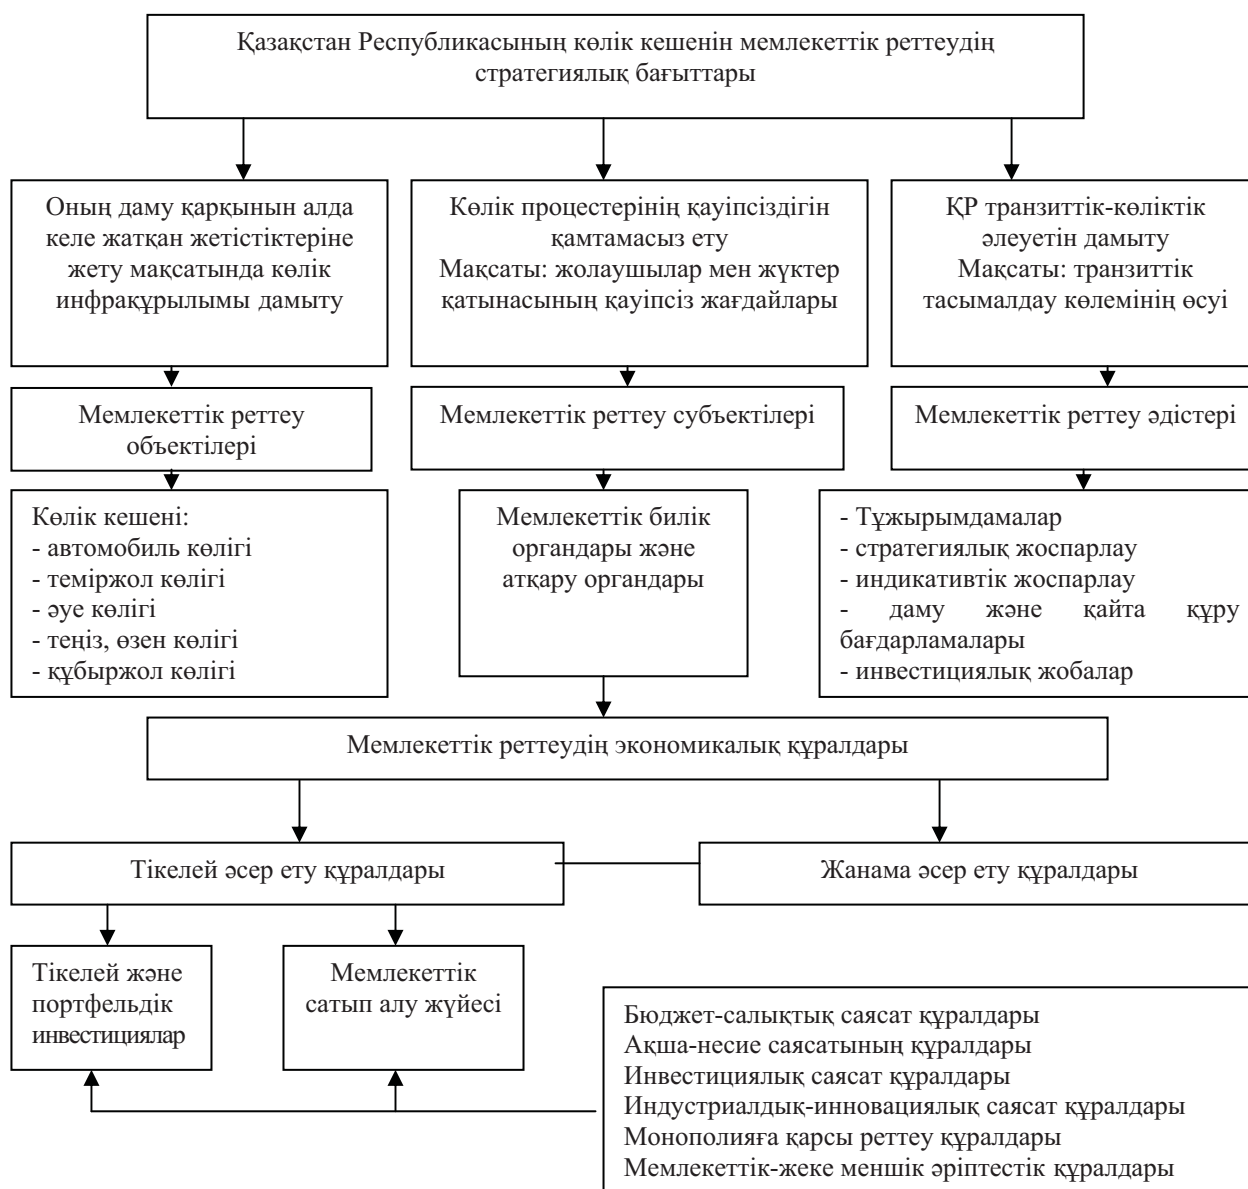 Қазақстан Республикасының көлік кешенін мемлекеттік реттеудің
стратегиялық бағыттары
Оның даму қарқынын алда
келе жатқан жетістіктеріне
жету мақсатында көлік
инфрақұрылымы дамыту
Көлік процестерінің қауіпсіздігін
қамтамасыз ету
Мақсаты: жолаушылар мен жүктер
қатынасының қауіпсіз жағдайлары
ҚР транзиттік-көліктік
әлеуетін дамыту
Мақсаты: транзиттік
тасымалдау көлемінің өсуі
Мемлекеттік реттеу
объектілері
Мемлекеттік реттеу субъектілері
Мемлекеттік реттеу әдістері
Көлік кешені:
- автомобиль көлігі
- теміржол көлігі
- әуе көлігі
- теңіз, өзен көлігі
- құбыржол көлігі
Мемлекеттік билік
органдары және
атқару органдары
- Тұжырымдамалар
- стратегиялық жоспарлау
- индикативтік жоспарлау
- даму және қайта құру
бағдарламалары
- инвестициялық жобалар
Мемлекеттік реттеудің экономикалық құралдары
Тікелей әсер ету құралдары
Жанама әсер ету құралдары
Тікелей және
портфельдік
инвестициялар
Мемлекеттік
сатып алу жүйесі
Бюджет-салықтық саясат құралдары
Ақша-несие саясатының құралдары
Инвестициялық саясат құралдары
Индустриалдық-инновациялық саясат құралдары
Монополияға қарсы реттеу құралдары
Мемлекеттік-жеке меншік әріптестік құралдары